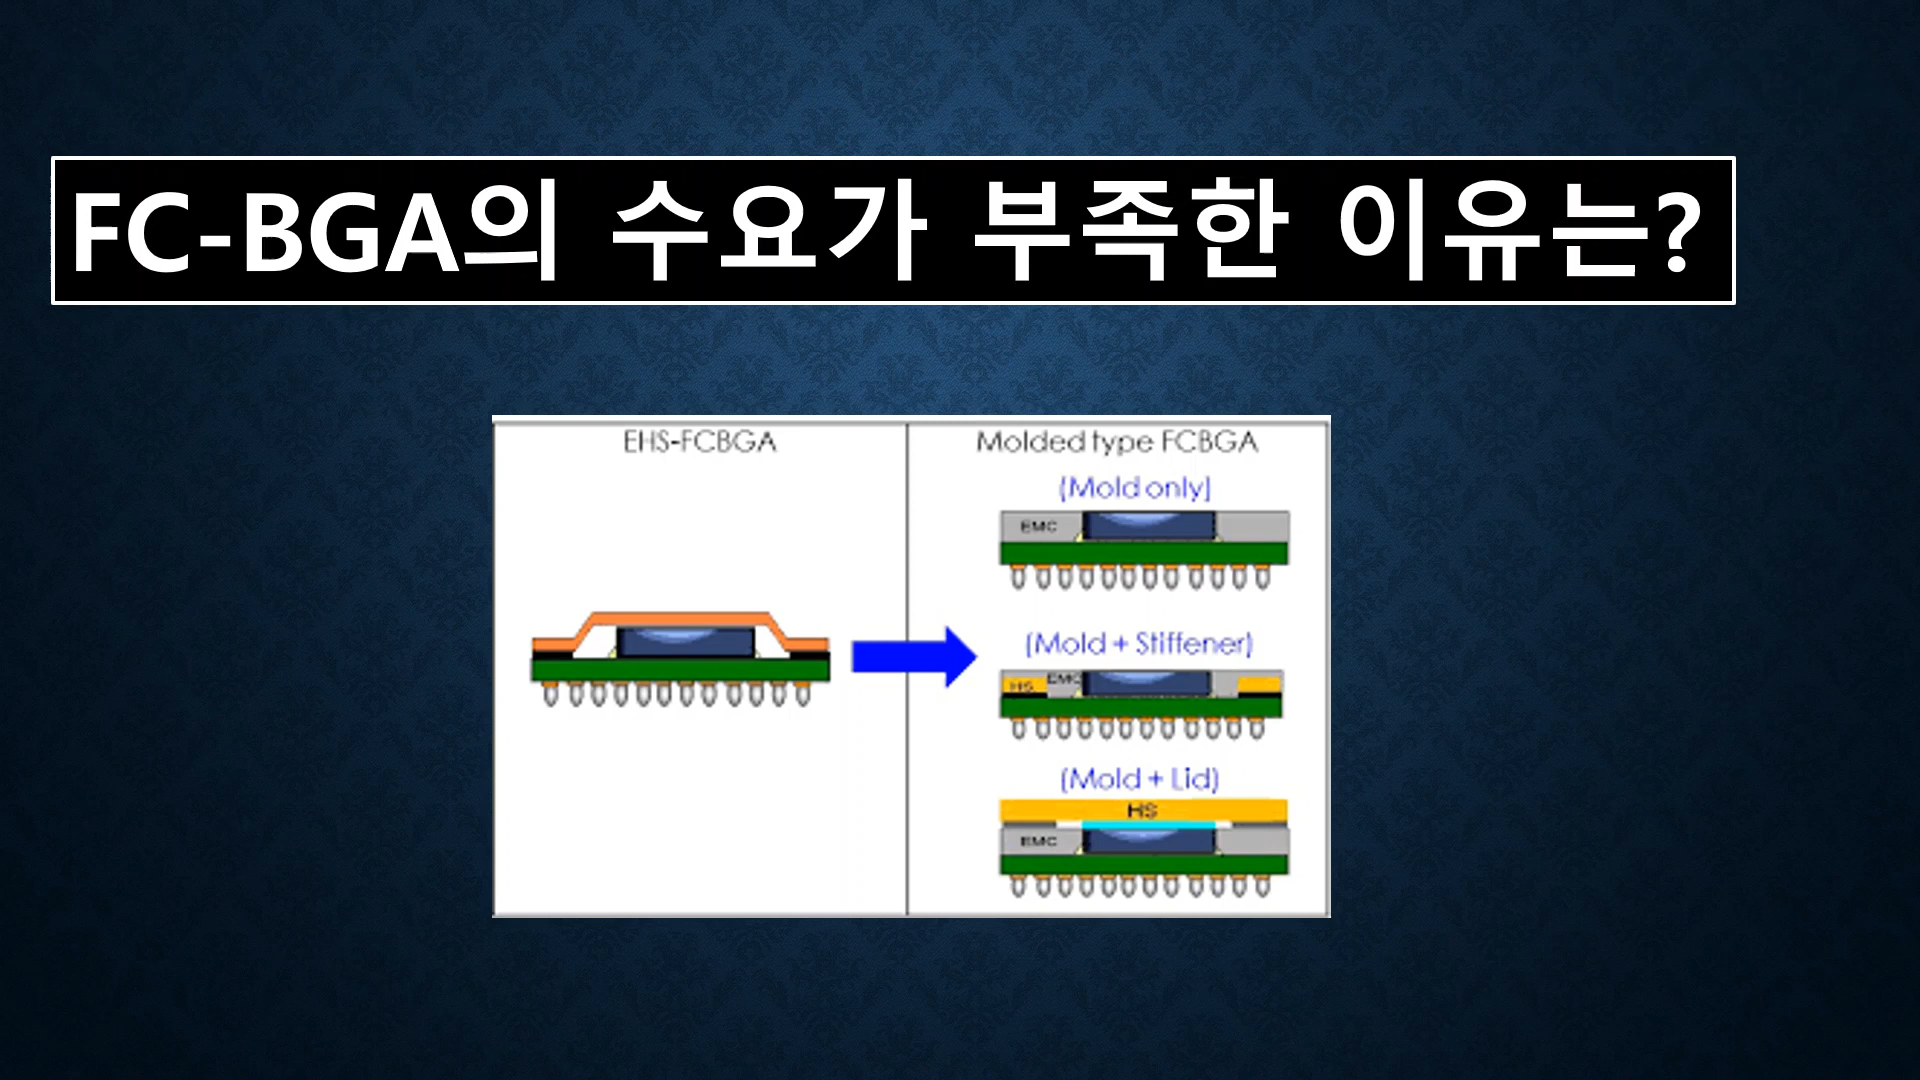 FC-BGA의 수요가 부족한 이유는?
EHS-FCBGA
Molded type FCBGA
(Mold only)
EMC
(Mold + Stiffener)
HS
EMC
(Mold + Lid)
HS
EMC